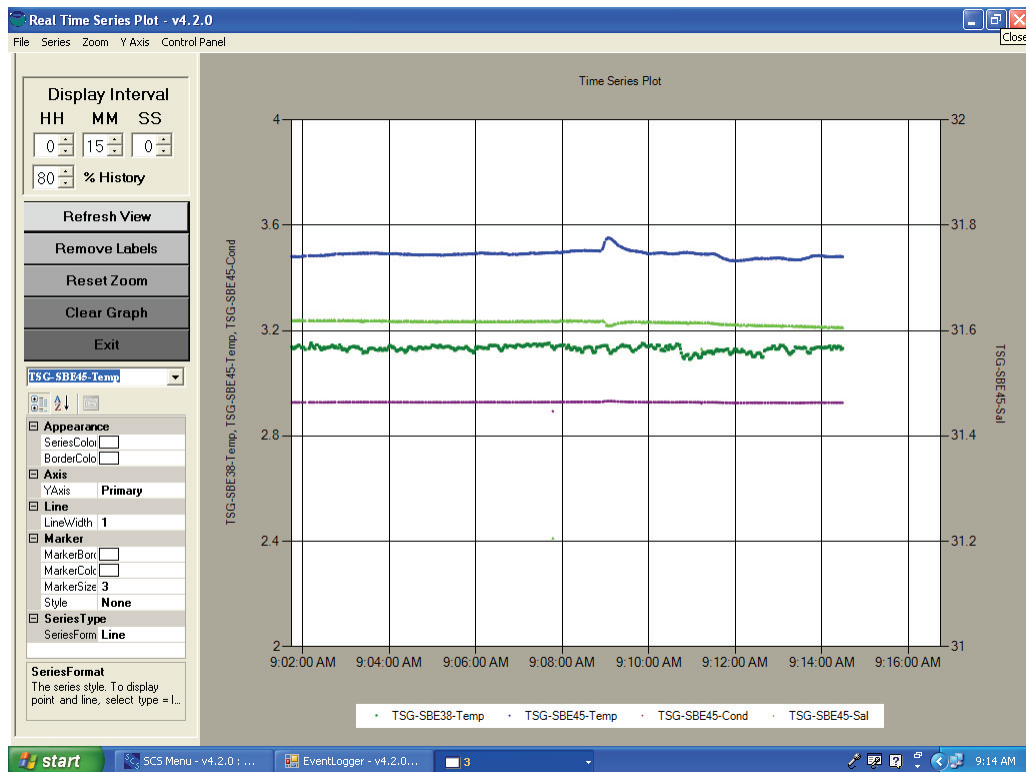 Real Time Series Plot - v4.2.0
File Series Zoom Y Axis Control Panel
Close
Display Interval
HH MM SS
0 15 0
80 % History
Refresh View
Remove Labels
Reset Zoom
Clear Graph
Exit
TSG-SBE45-Temp
Appearance
SeriesColor
BorderColo
Axis
YAxis Primary
Line
LineWidth 1
Marker
MarkerBord
MarkerColo
MarkerSize 3
Style None
SeriesType
SeriesForm Line
SeriesFormat
The series style. To display
point and line, select type = l...
Time Series Plot
4
3.6
3.2
2.8
2.4
2
TSG-SBE38-Temp, TSG-SBE45-Temp, TSG-SBE45-Cond
32
31.8
31.6
31.4
31.2
31
TSG-SBE45-Sal
9:02:00 AM 9:04:00 AM 9:06:00 AM 9:08:00 AM 9:10:00 AM 9:12:00 AM 9:14:00 AM 9:16:00 AM
TSG-SBE38-Temp TSG-SBE45-Temp TSG-SBE45-Cond TSG-SBE45-Sal
start SCS Menu - v4.2.0 : ... EventLogger - v4.2.0... 3 9:14 AM